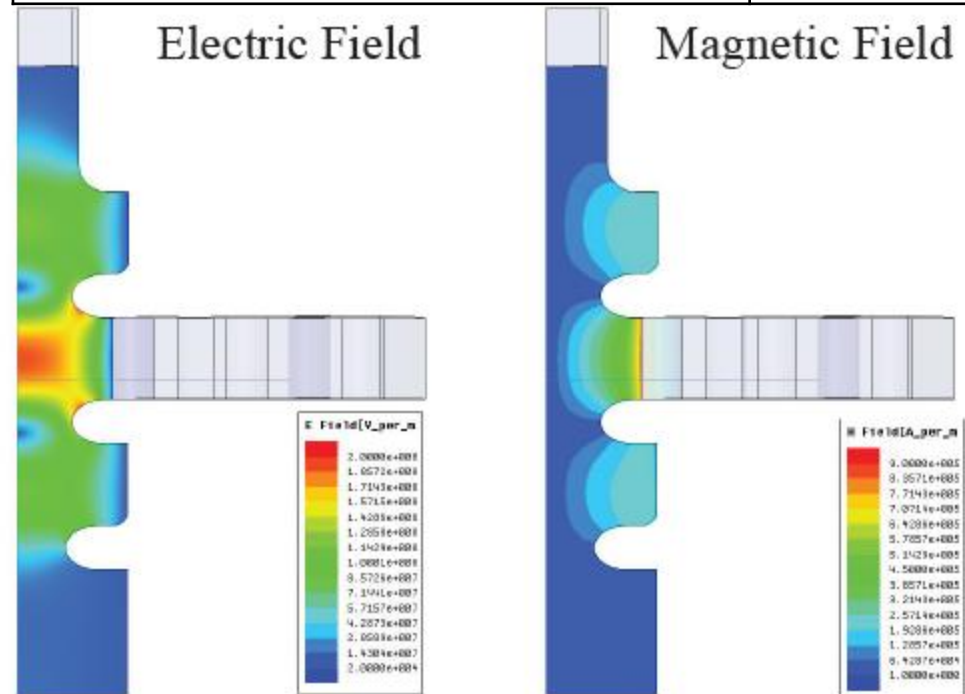 Electric Field
Magnetic Field
E Field[V_per_m
2.0000e+008
1.8571e+008
1.7143e+008
1.5715e+008
1.4286e+008
1.2858e+008
1.1429e+008
1.0001e+008
8.5726e+007
7.1441e+007
5.7157e+007
4.2873e+007
2.8589e+007
1.4304e+007
2.0000e+004
H Field[A_per_m
9.0000e+005
8.3571e+005
7.7143e+005
7.0714e+005
6.4286e+005
5.7857e+005
5.1429e+005
4.5000e+005
3.8571e+005
3.2143e+005
2.5714e+005
1.9286e+005
1.2857e+005
6.4287e+004
1.0000e+000